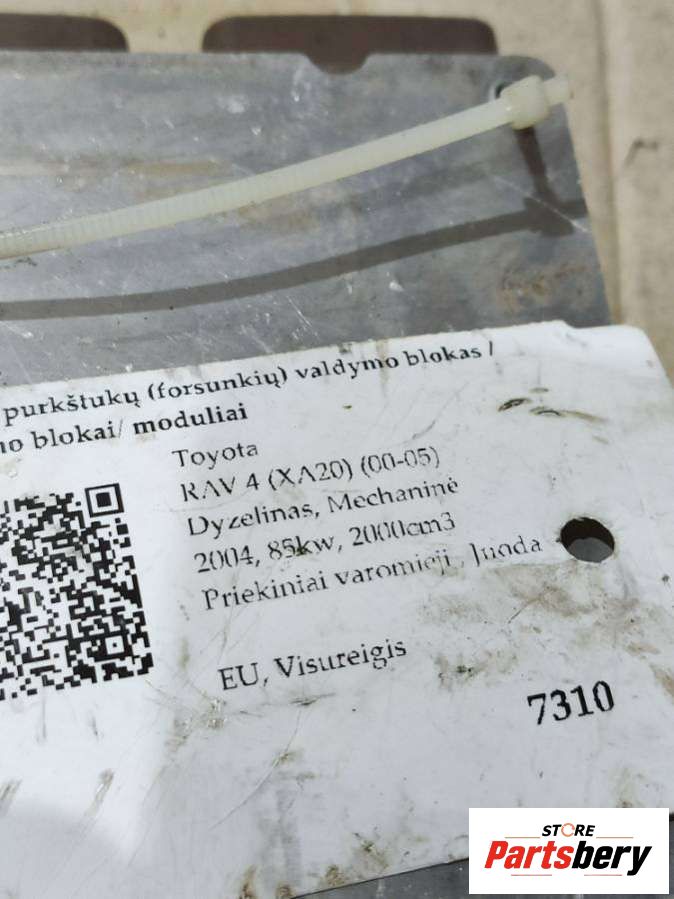 purkštukų (forsunkių) valdymo blokas /
mo blokai/ moduliai
Toyota
RAV 4 (XA20) (00-05)
Dyzelinas, Mechaninė
2004, 85kw, 2000cm3
Priekiniai varomieji, Juoda
EU, Visureigis
7310
STORE
Partsbery